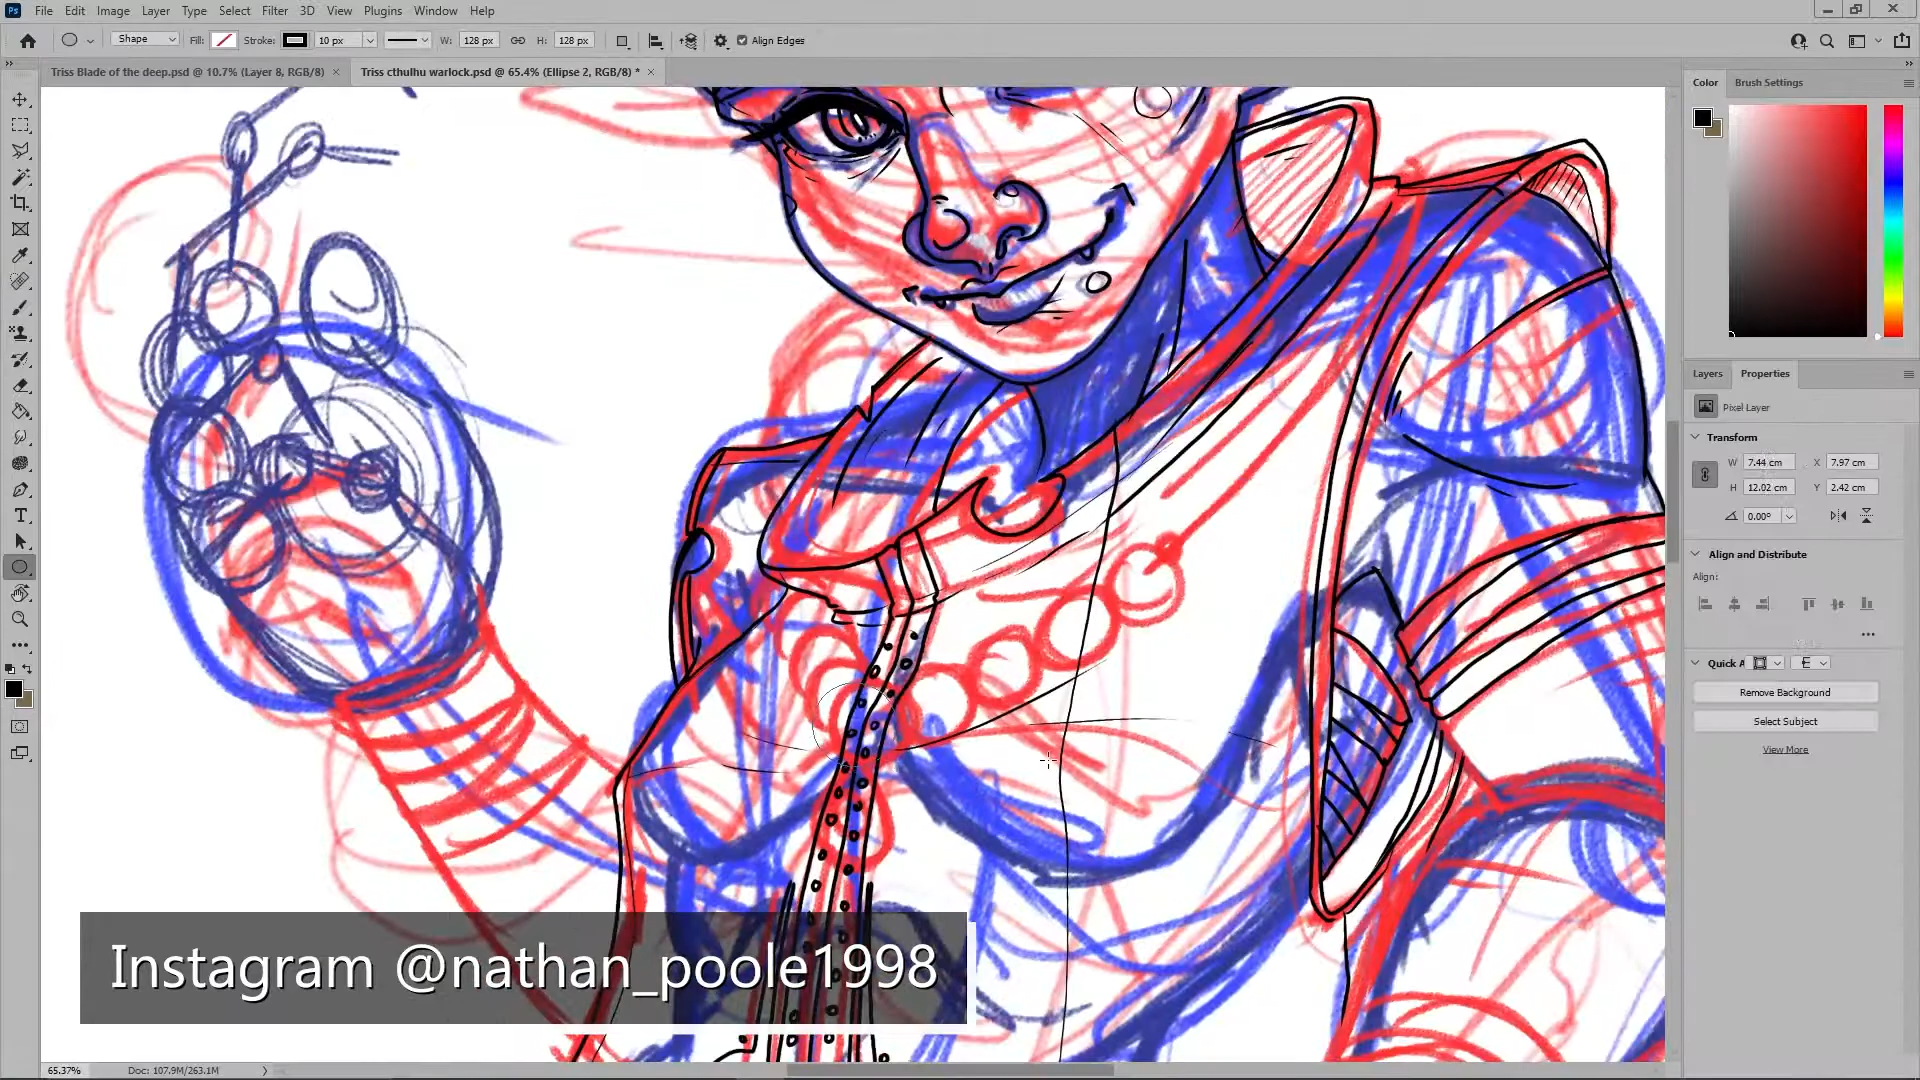 Ps File Edit Image Layer Type Select Filter 3D View Plugins Window Help
Shape Fill: Stroke: 10 px W: 128 px H: 128 px Align Edges
Triss Blade of the deep.psd @ 10.7% (Layer 8, RGB/8) × Triss cthulhu warlock.psd @ 65.4% (Ellipse 2, RGB/8) * ×
Color Brush Settings
Layers Properties
Pixel Layer
Transform
W 7.44 cm X 7.97 cm
H 12.02 cm Y 2.42 cm
0.00°
Align and Distribute
Align:
Quick A
Remove Background
Select Subject
View More
Instagram @nathan_poole1998
65.37% Doc: 107.9M/263.1M